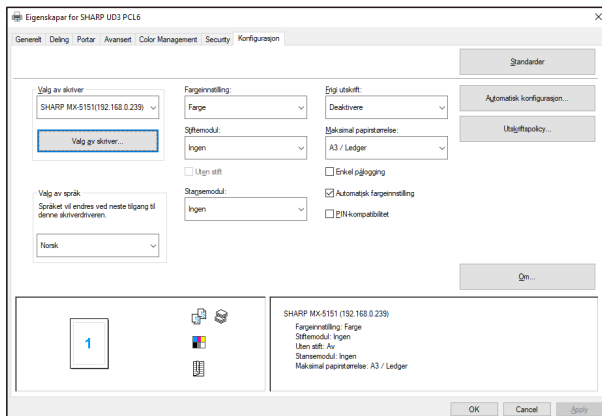 Eigenskapar for SHARP UD3 PCL6
Generelt Deling Portar Avansert Color Management Security Konfigurasjon
Standarder
Valg av skriver
SHARP MX-5151(192.168.0.239)
Valg av skriver...
Fargeinnstilling:
Farge
Frigi utskrift:
Deaktivere
Automatisk konfigurasjon...
Utskriftspolicy...
Stiftemodul:
Ingen
Maksimal papirstørrelse:
A3 / Ledger
Uten stift
Enkel pålogging
Valg av språk
Språket vil endres ved neste tilgang til
denne skriverdriveren.
Norsk
Stansemodul:
Ingen
Automatisk fargeinnstilling
PIN-kompatibilitet
Om...
1
SHARP MX-5151 (192.168.0.239)
Fargeinnstilling: Farge
Stiftemodul: Ingen
Uten stift: Av
Stansemodul: Ingen
Maksimal papirstørrelse: A3 / Ledger
OK Cancel Apply